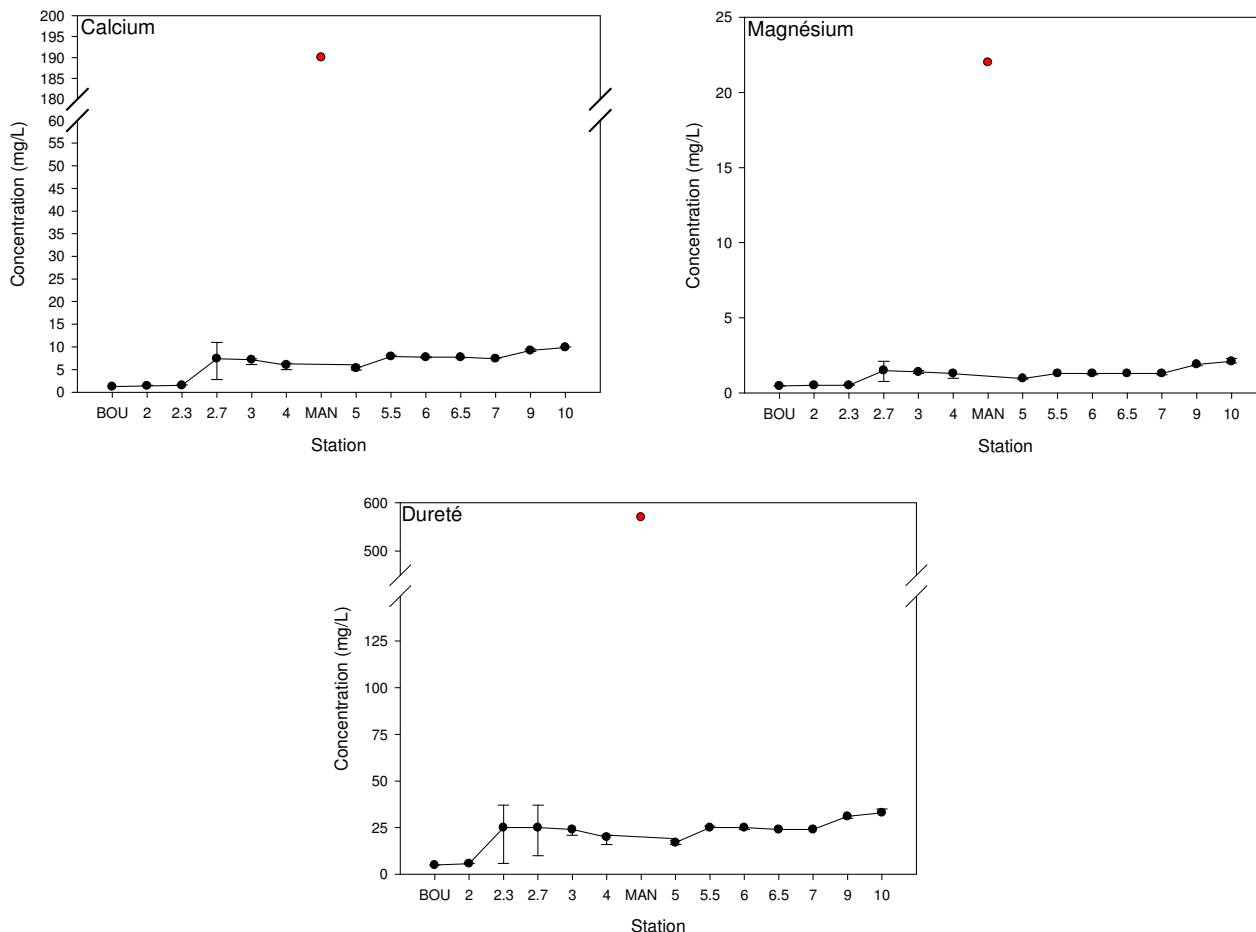 Calcium
Concentration (mg/L)
200
195
190
185
180
60
55
50
45
40
35
30
25
20
15
10
5
0
BOU 2 2.3 2.7 3 4 MAN 5 5.5 6 6.5 7 9 10
Station
Magnésium
Concentration (mg/L)
25
20
15
10
5
0
BOU 2 2.3 2.7 3 4 MAN 5 5.5 6 6.5 7 9 10
Station
Dureté
Concentration (mg/L)
600
500
125
100
75
50
25
0
BOU 2 2.3 2.7 3 4 MAN 5 5.5 6 6.5 7 9 10
Station